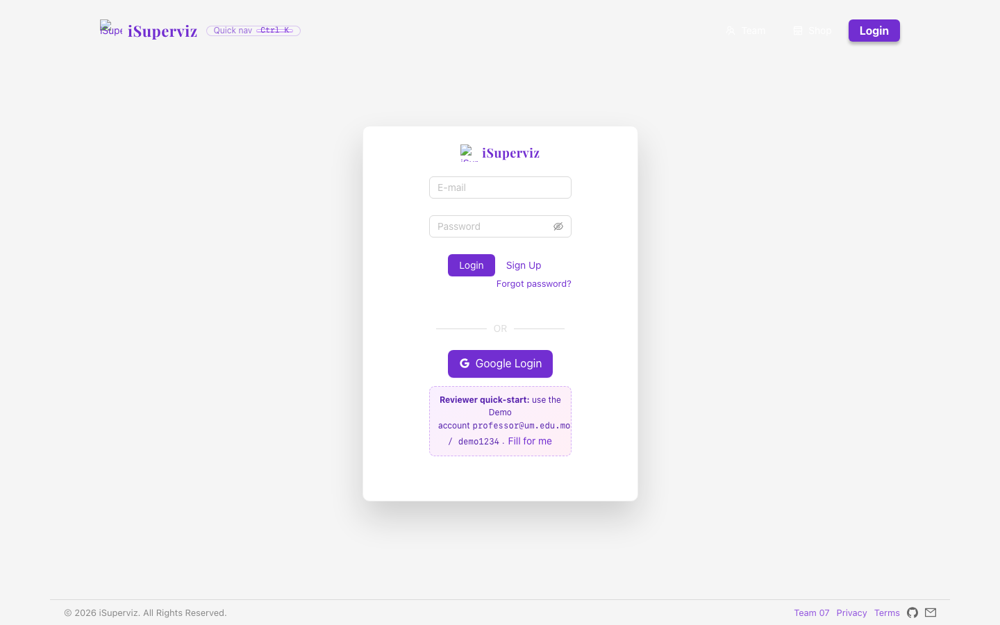 iSuperviz
Quick nav Ctrl K
Team
Shop
Login
iSuperviz
E-mail
Password
Login
Sign Up
Forgot password?
OR
Google Login
Reviewer quick-start: use the
Demo
account professor@um.edu.mo
/ demo1234 . Fill for me
© 2026 iSuperviz. All Rights Reserved.
Team 07 Privacy Terms